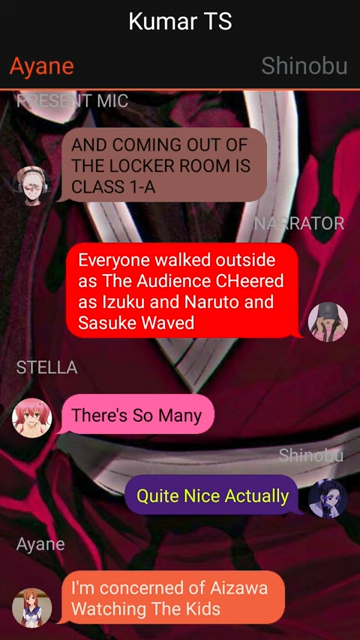 Kumar TS
Ayane
Shinobu
PRESENT MIC
AND COMING OUT OF
THE LOCKER ROOM IS
CLASS 1-A
NARRATOR
Everyone walked outside
as The Audience CHeered
as Izuku and Naruto and
Sasuke Waved
STELLA
There's So Many
Shinobu
Quite Nice Actually
Ayane
I'm concerned of Aizawa
Watching The Kids